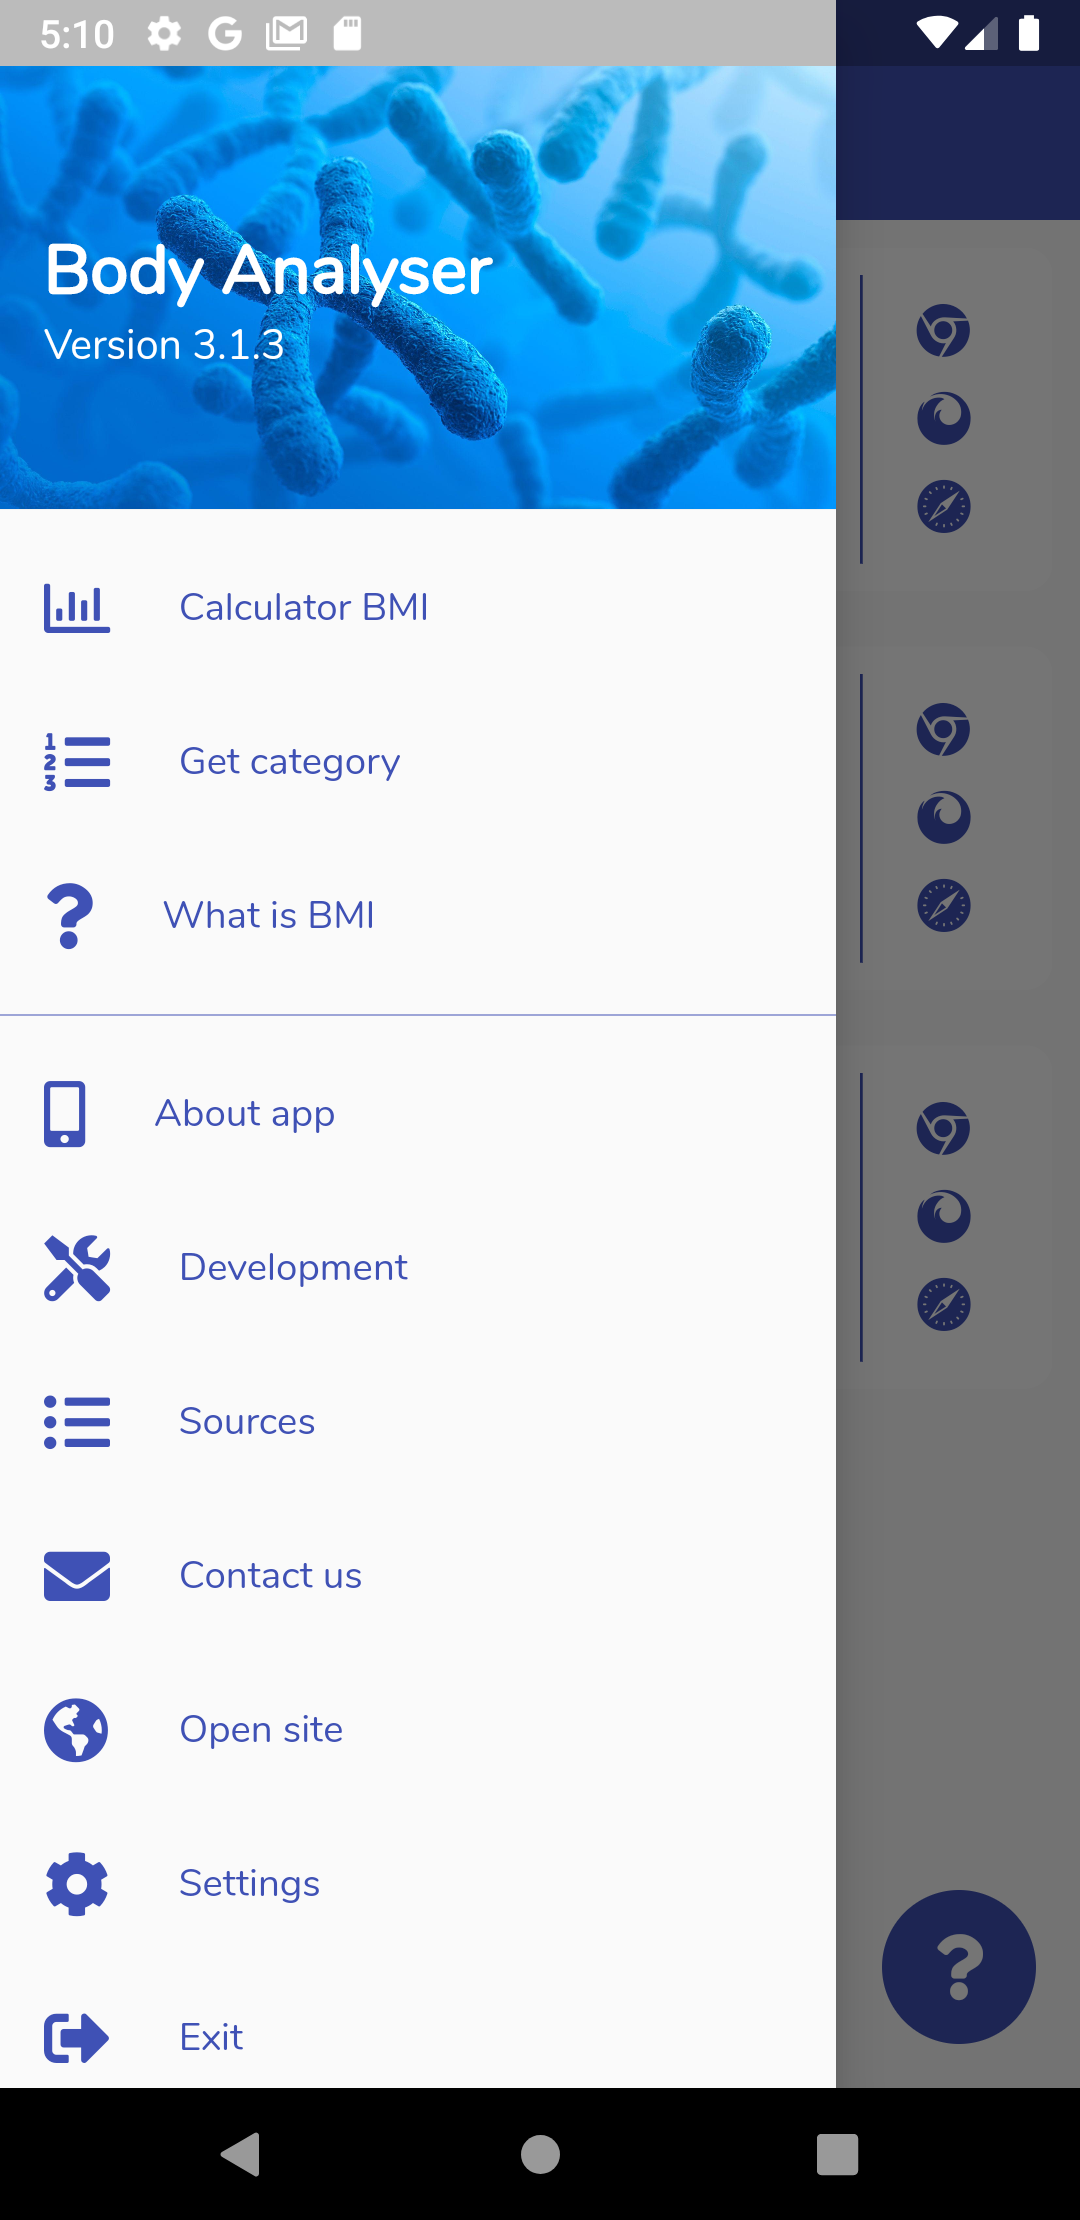 5:10
Body Analyser
Version 3.1.3
Calculator BMI
Get category
What is BMI
About app
Development
Sources
Contact us
Open site
Settings
Exit